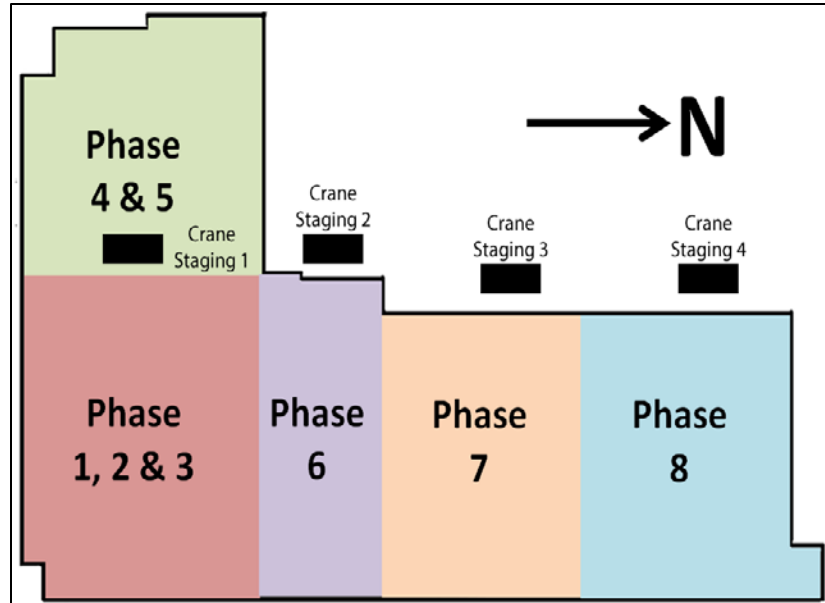 Phase
4 & 5
N
Crane
Staging 1
Crane
Staging 2
Crane
Staging 3
Crane
Staging 4
Phase
1, 2 & 3
Phase
6
Phase
7
Phase
8